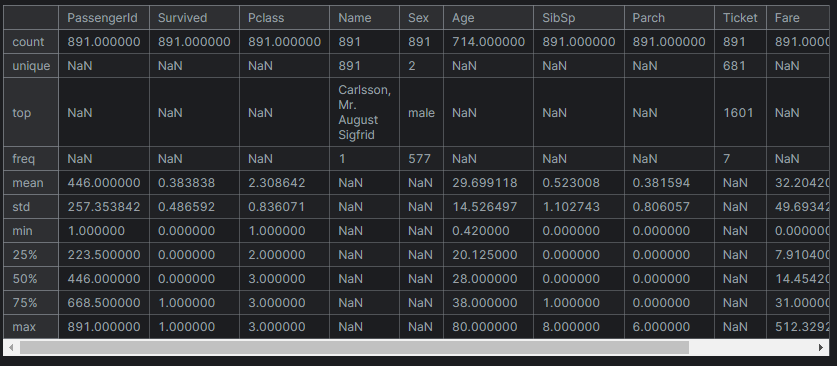 PassengerId Survived Pclass Name Sex Age SibSp Parch Ticket Fare
count 891.000000 891.000000 891.000000 891 891 714.000000 891.000000 891.000000 891 891.0000
unique NaN NaN NaN 891 2 NaN NaN NaN 681 NaN
top NaN NaN NaN Carlsson, Mr. August Sigfrid male NaN NaN NaN 1601 NaN
freq NaN NaN NaN 1 577 NaN NaN NaN 7 NaN
mean 446.000000 0.383838 2.308642 NaN NaN 29.699118 0.523008 0.381594 NaN 32.20420
std 257.353842 0.486592 0.836071 NaN NaN 14.526497 1.102743 0.806057 NaN 49.69342
min 1.000000 0.000000 1.000000 NaN NaN 0.420000 0.000000 0.000000 NaN 0.00000
25% 223.500000 0.000000 2.000000 NaN NaN 20.125000 0.000000 0.000000 NaN 7.91040
50% 446.000000 0.000000 3.000000 NaN NaN 28.000000 0.000000 0.000000 NaN 14.45420
75% 668.500000 1.000000 3.000000 NaN NaN 38.000000 1.000000 0.000000 NaN 31.00000
max 891.000000 1.000000 3.000000 NaN NaN 80.000000 8.000000 6.000000 NaN 512.3292